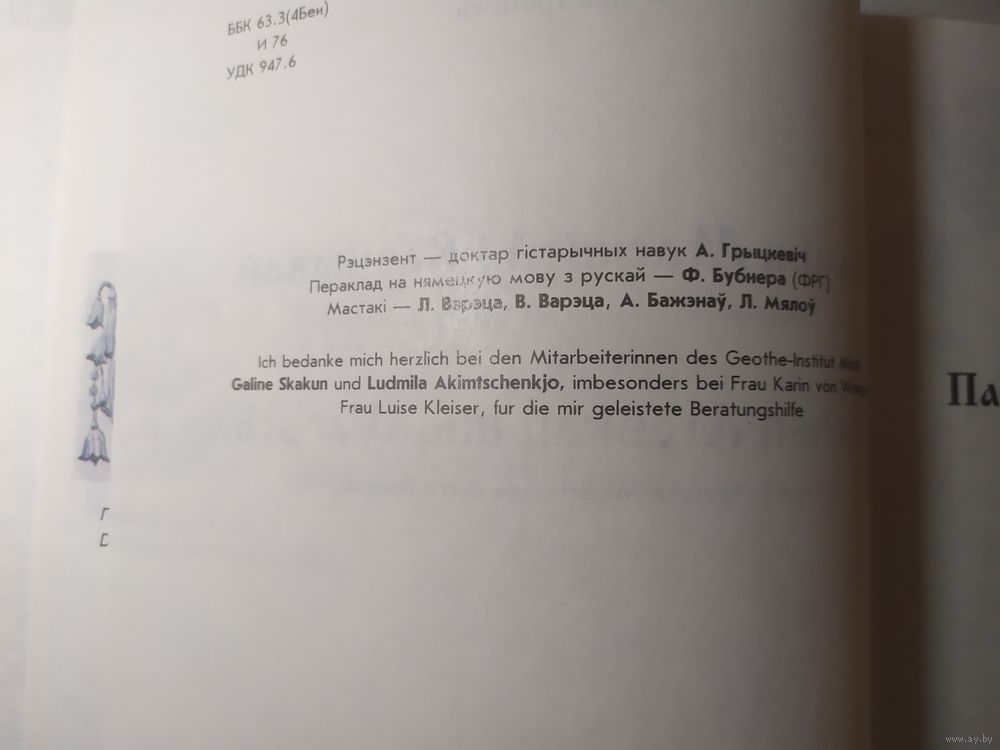 ББК 63.3(4Беи)
И 76
УДК 947.6
Рэцэнзент — доктар гістарычных навук А. Грыцкевіч
Пераклад на нямецкую мову з рускай — Ф. Бубнера (ФРГ)
Мастакі — Л. Варэца, В. Варэца, А. Бажэнаў, Л. Мялоў
Ich bedanke mich herzlich bei den Mitarbeiterinnen des Geothe-Institut
Galine Skakun und Ludmila Akimtschenkjo, imbesonders bei Frau Karin von
Frau Luise Kleiser, fur die mir geleistete Beratungshilfe
Па
www.ay.by